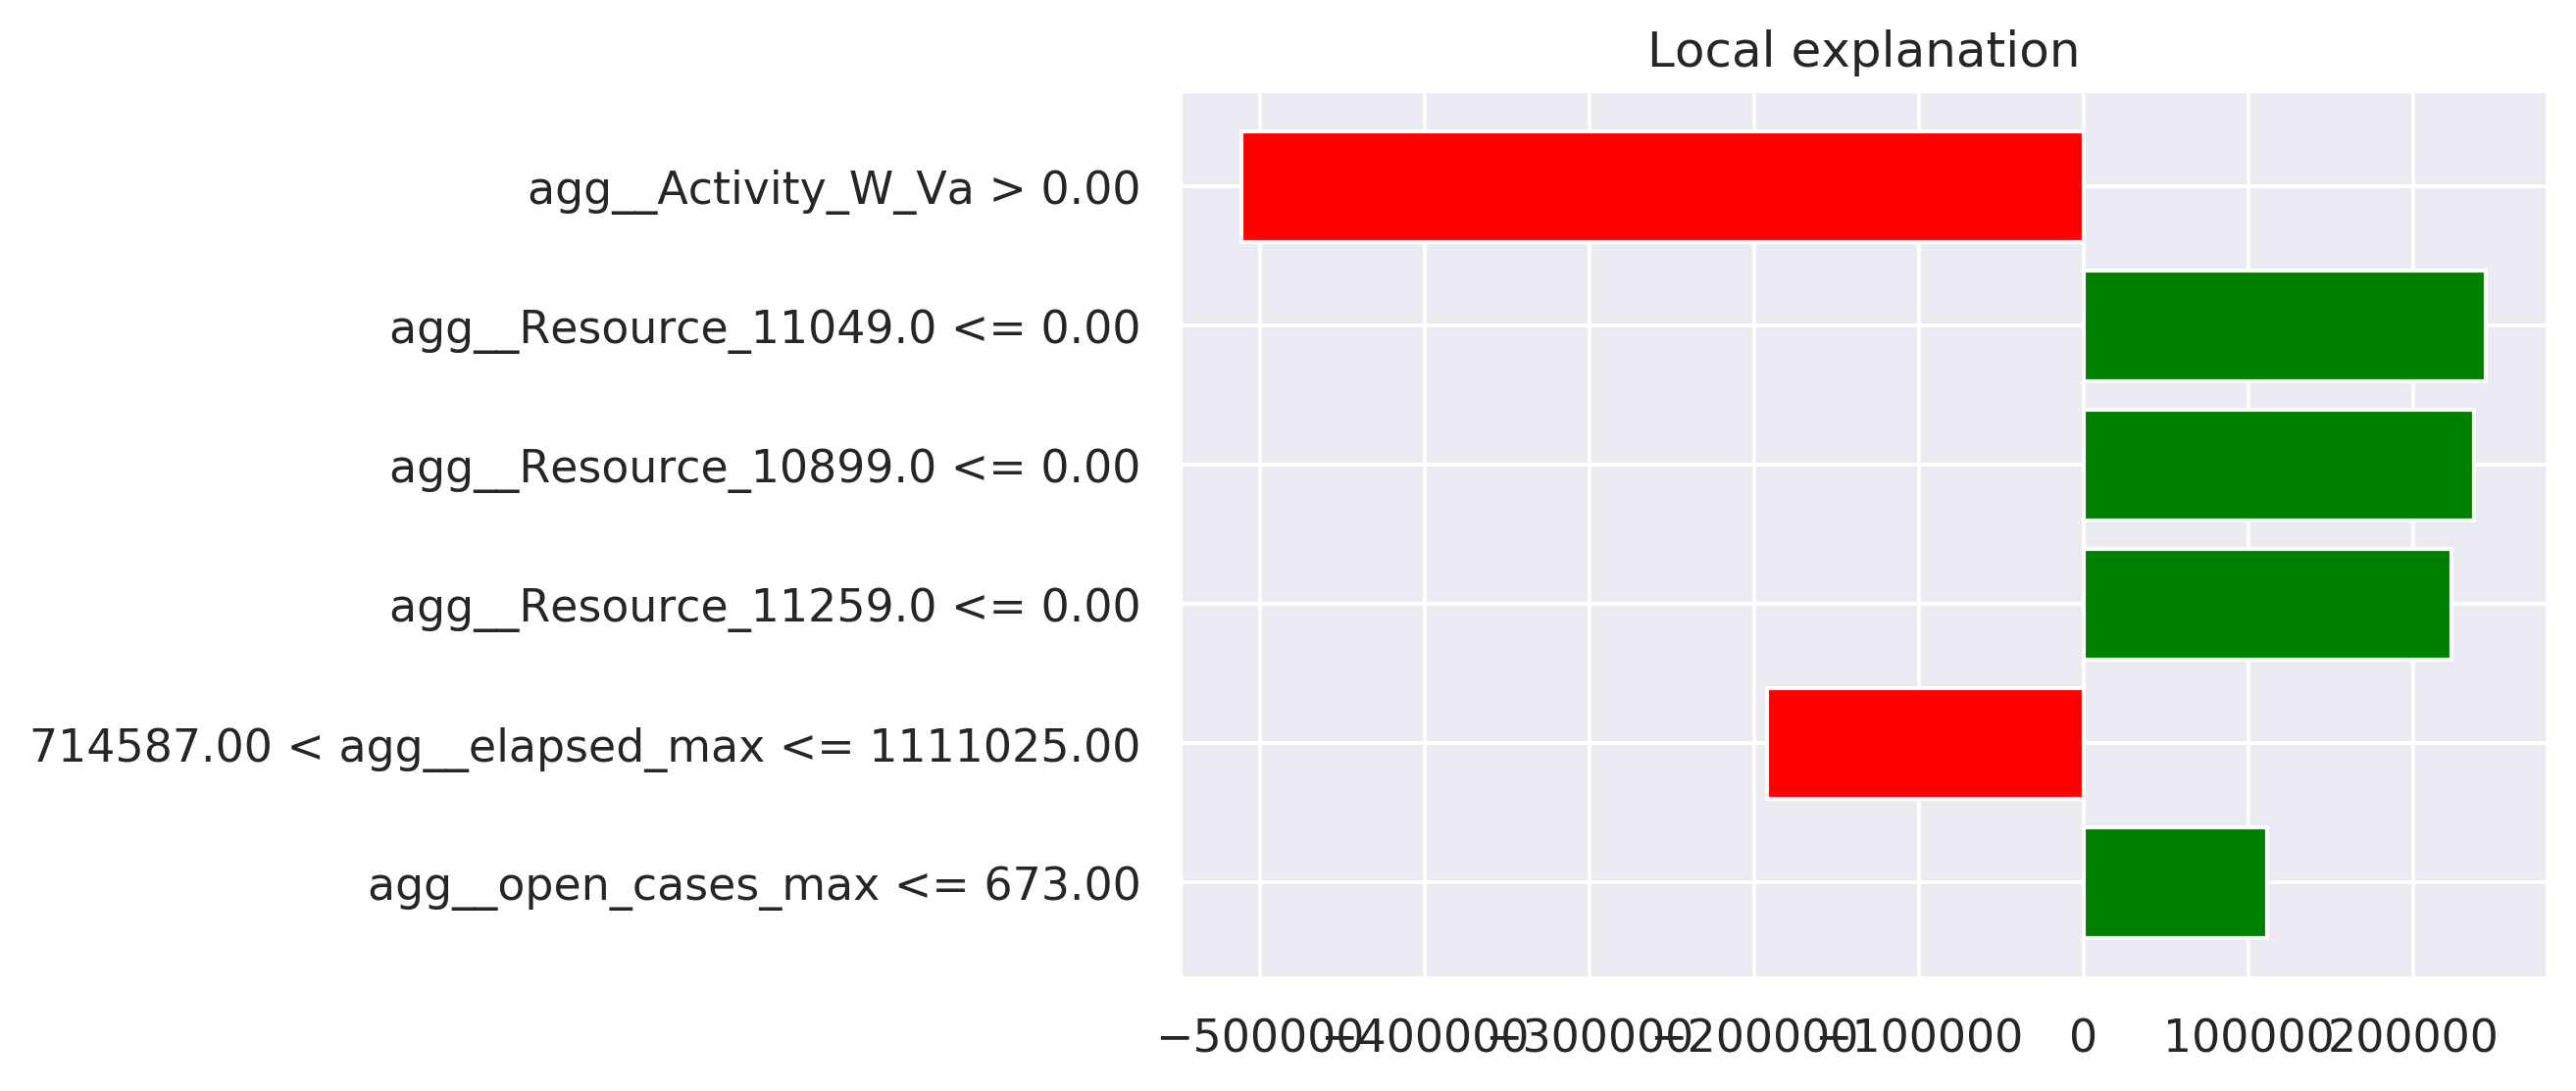 Local explanation
agg__Activity_W_Va > 0.00
agg__Resource_11049.0 <= 0.00
agg__Resource_10899.0 <= 0.00
agg__Resource_11259.0 <= 0.00
714587.00 < agg__elapsed_max <= 1111025.00
agg__open_cases_max <= 673.00
−500000 −400000 −300000 −200000 −100000 0 100000 200000